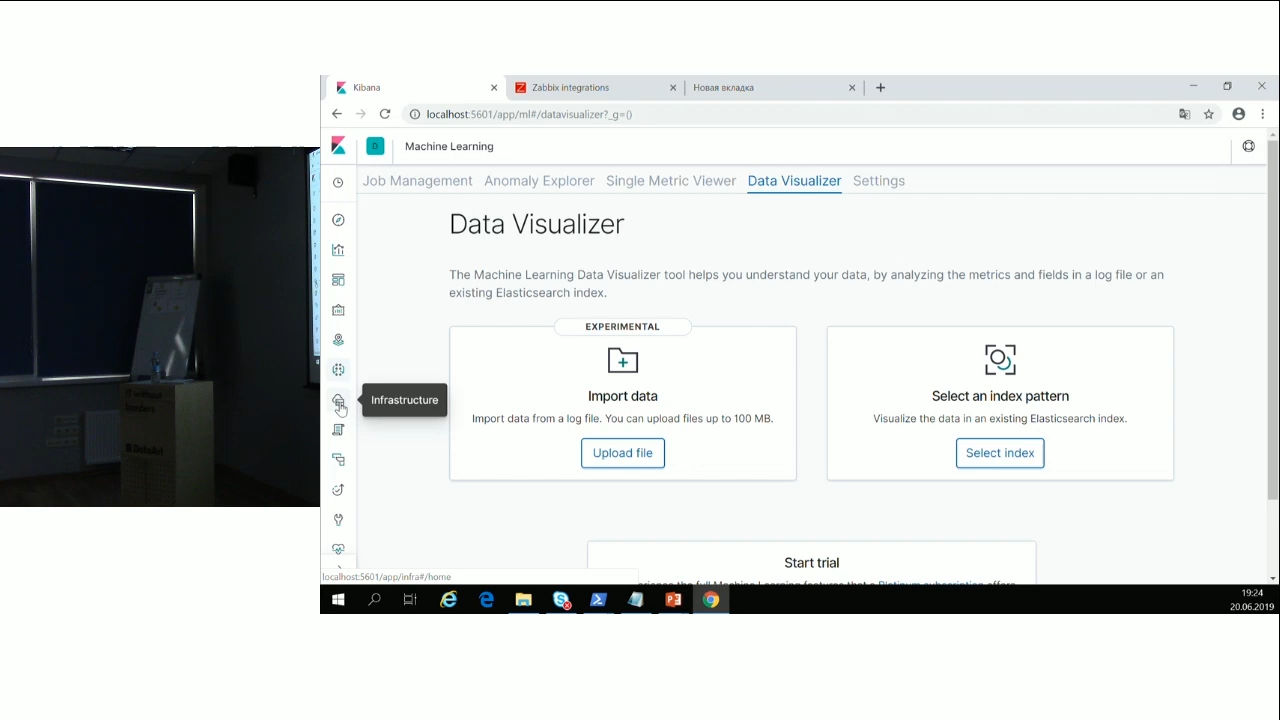 Kibana
Zabbix integrations
Новая вкладка
localhost:5601/app/ml#/datavisualizer?_g=()
D
Machine Learning
Job Management
Anomaly Explorer
Single Metric Viewer
Data Visualizer
Settings
Data Visualizer
The Machine Learning Data Visualizer tool helps you understand your data, by analyzing the metrics and fields in a log file or an
existing Elasticsearch index.
EXPERIMENTAL
Import data
Import data from a log file. You can upload files up to 100 MB.
Upload file
Select an index pattern
Visualize the data in an existing Elasticsearch index.
Select index
Infrastructure
Start trial
localhost:5601/app/infra#/home
19:24
20.06.2019
DataArt